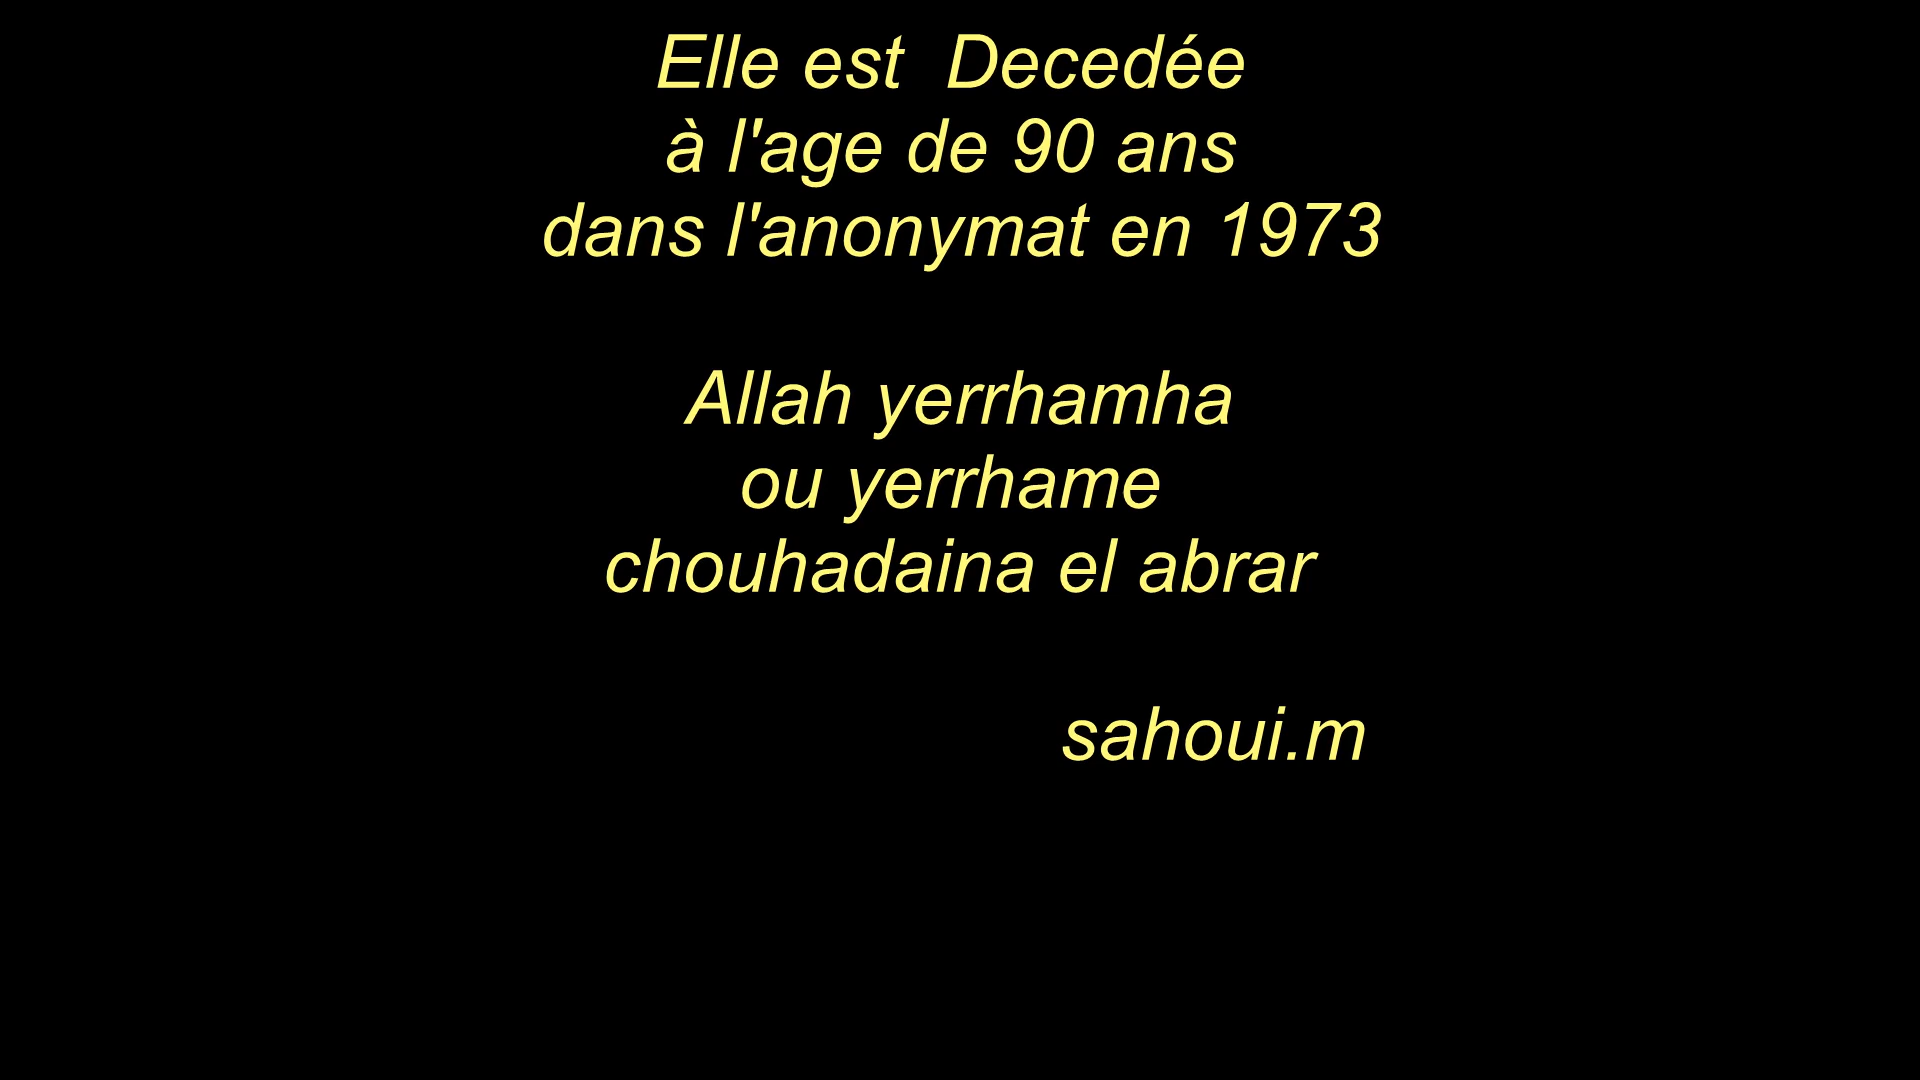 Elle est  Decedée
à l'age de 90 ans
dans l'anonymat en 1973
Allah yerrhamha
ou yerrhame
chouhadaina el abrar
sahoui.m